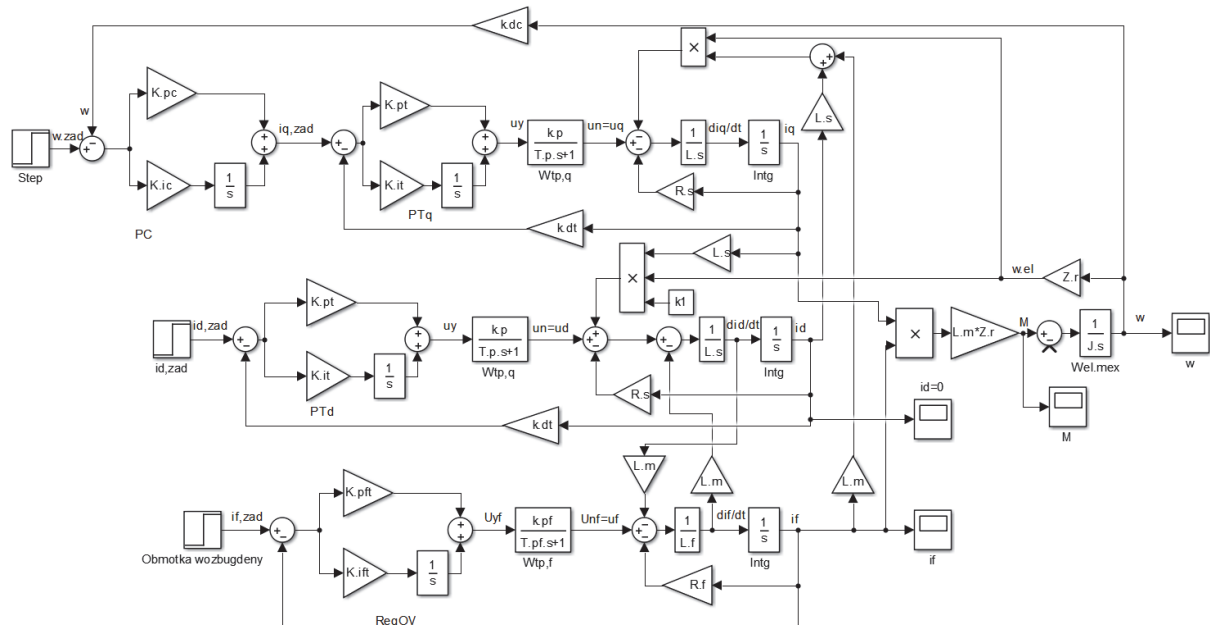 k.dc
×
+
+
w
K.pc
K.pt
L.s
w.zad
+
−
+
+
iq,zad
+
−
+
+
uy
k.p
T.p.s+1
un=uq
−
+
−
1
L.s
diq/dt
1
s
iq
Step
K.ic
1
s
K.it
1
s
Wtp,q
Intg
R.s
PC
PTq
k.dt
L.s
×
w.el
Z.r
k1
K.pt
id,zad
+
−
+
+
uy
k.p
T.p.s+1
un=ud
+
+
−
+
−
1
L.s
did/dt
1
s
id
×
L.m*Z.r
M
+
−
1
J.s
w
w
id,zad
K.it
1
s
PTd
Wtp,q
Intg
Wel.mex
R.s
id=0
k.dt
M
L.m
L.m
L.m
K.pft
if,zad
+
−
+
+
Uyf
k.pf
T.pf.s+1
Unf=uf
−
+
−
1
L.f
dif/dt
1
s
if
if
Obmotka wozbugdeny
K.ift
1
s
Wtp,f
Intg
R.f
RegOV